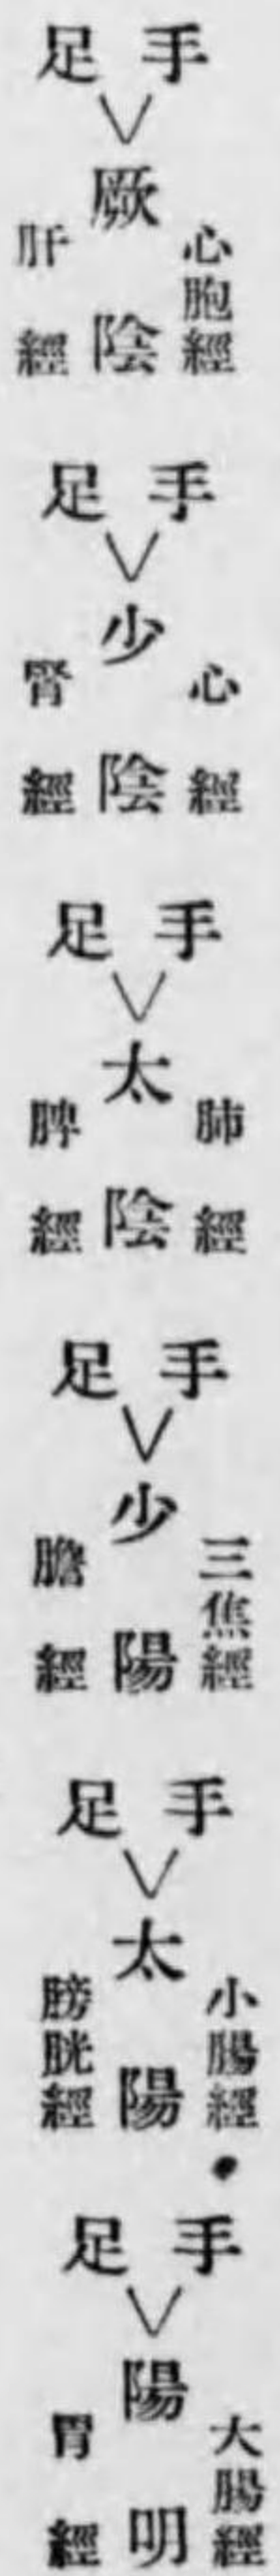 手 足
心胞經
厥陰
肝經
手 足
心經
少陰
腎經
手 足
肺經
太陰
脾經
手 足
三焦經
少陽
膽經
手 足
小腸經
太陽
膀胱經
手 足
大腸經
陽明
胃經